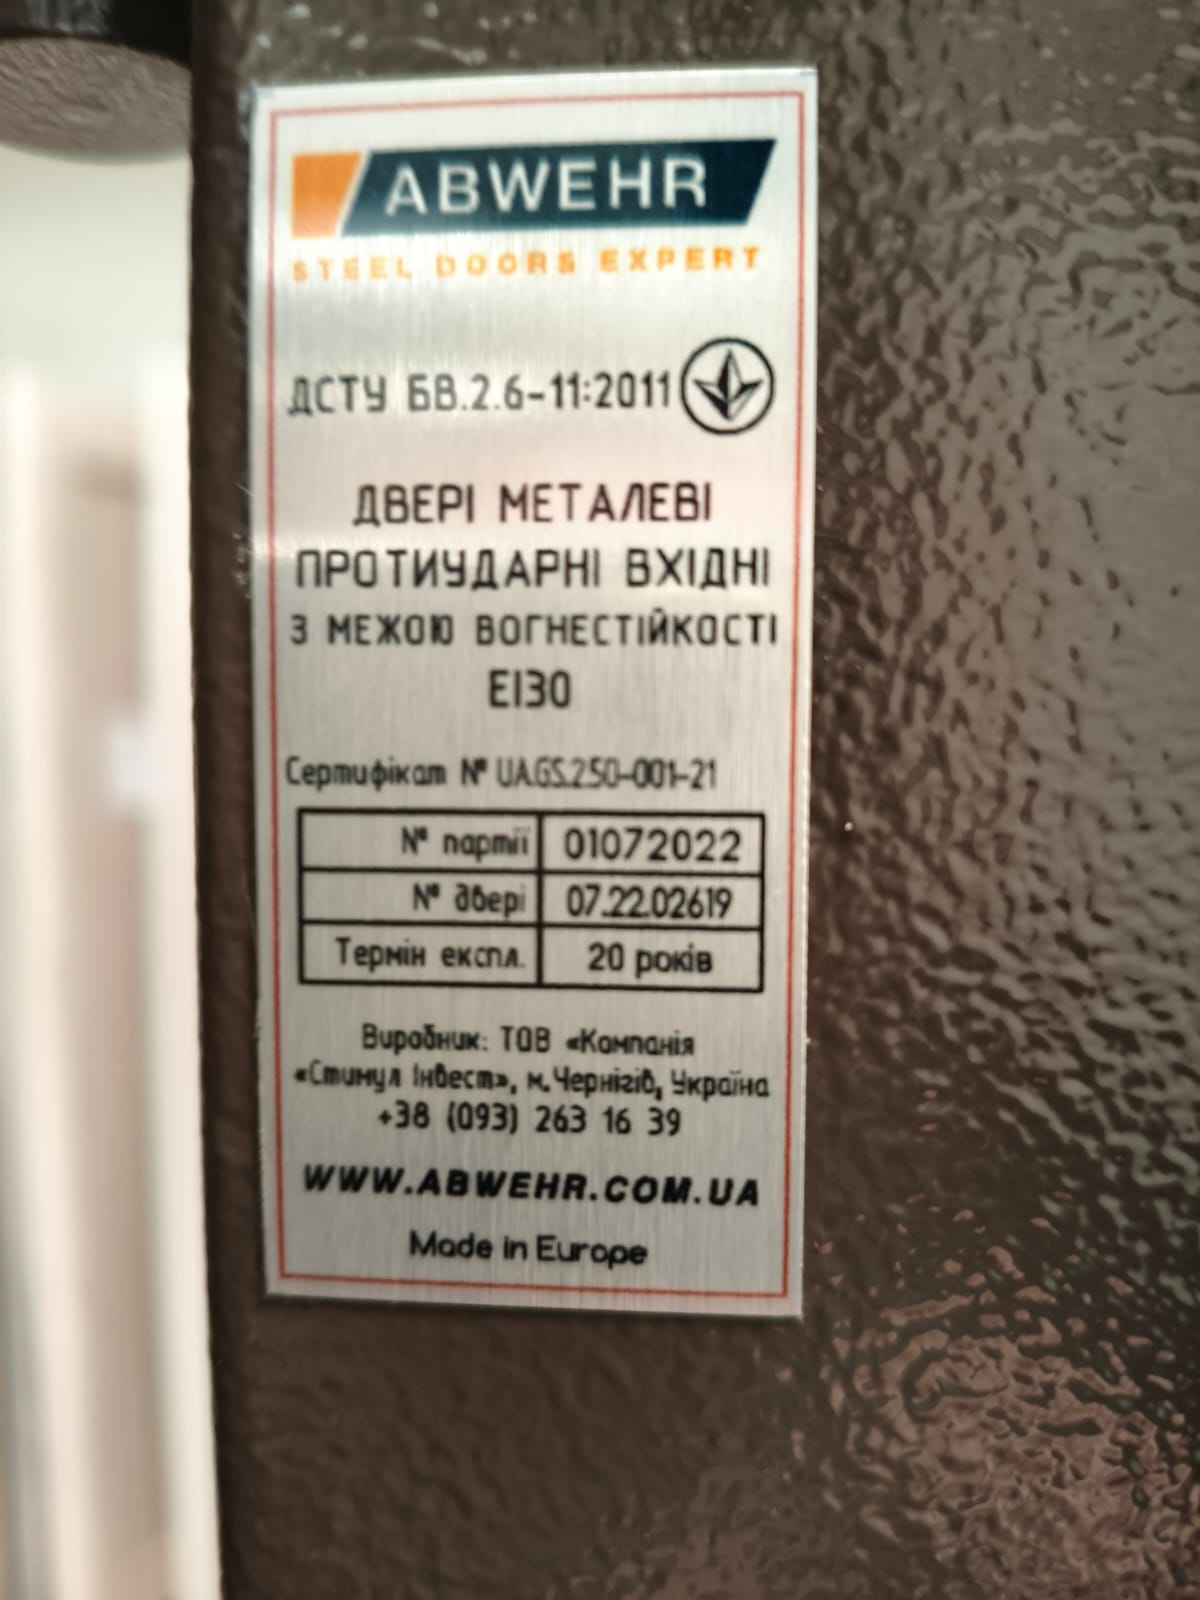 ABWEHR
STEEL DOORS EXPERT
ДСТУ БВ.2.6-11:2011
ДВЕРІ МЕТАЛЕВІ
ПРОТИУДАРНІ ВХІДНІ
З МЕЖОЮ ВОГНЕСТІЙКОСТІ
ЕІ30
Сертифікат № UA.GS.250-001-21
№ партії 01072022
№ двері 07.22.02619
Термін експл. 20 років
Виробник: ТОВ «Компанія
«Стимул Інвест», м.Чернігів, Україна
+38 (093) 263 16 39
WWW.ABWEHR.COM.UA
Made in Europe